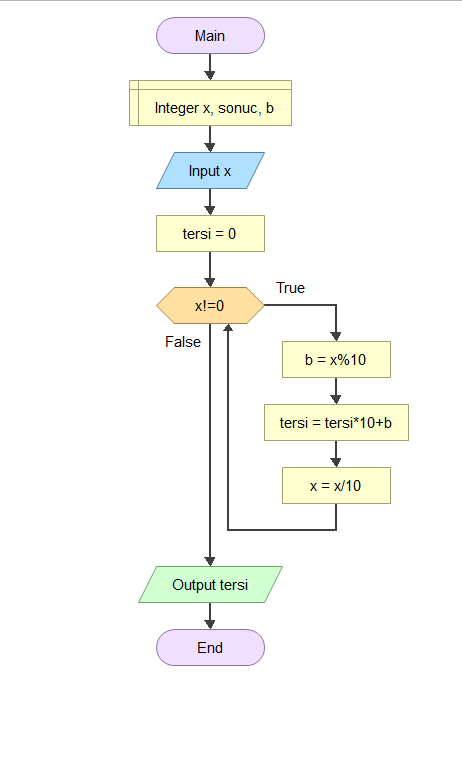 Main
Integer x, sonuc, b
Input x
tersi = 0
x!=0
True
False
b = x%10
tersi = tersi*10+b
x = x/10
Output tersi
End